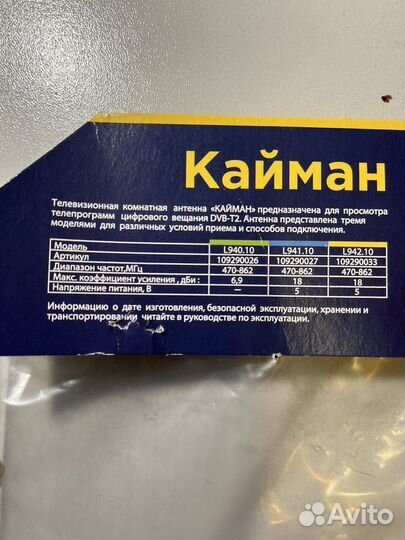 Кайман
Телевизионная комнатная антенна «КАЙМАН» предназначена для просмотра
телепрограмм цифрового вещания DVB-T2. Антенна представлена тремя
моделями для различных условий приема и способов подключения.
Модель L940.10 L941.10 L942.10
Артикул 109290026 109290027 109290033
Диапазон частот,МГц 470-862 470-862 470-862
Макс. коэффициент усиления , дБи : 6,9 18 18
Напряжение питания, В — 5 5
Информацию о дате изготовления, безопасной эксплуатации, хранении и
транспортировании читайте в руководстве по эксплуатации.
Avito